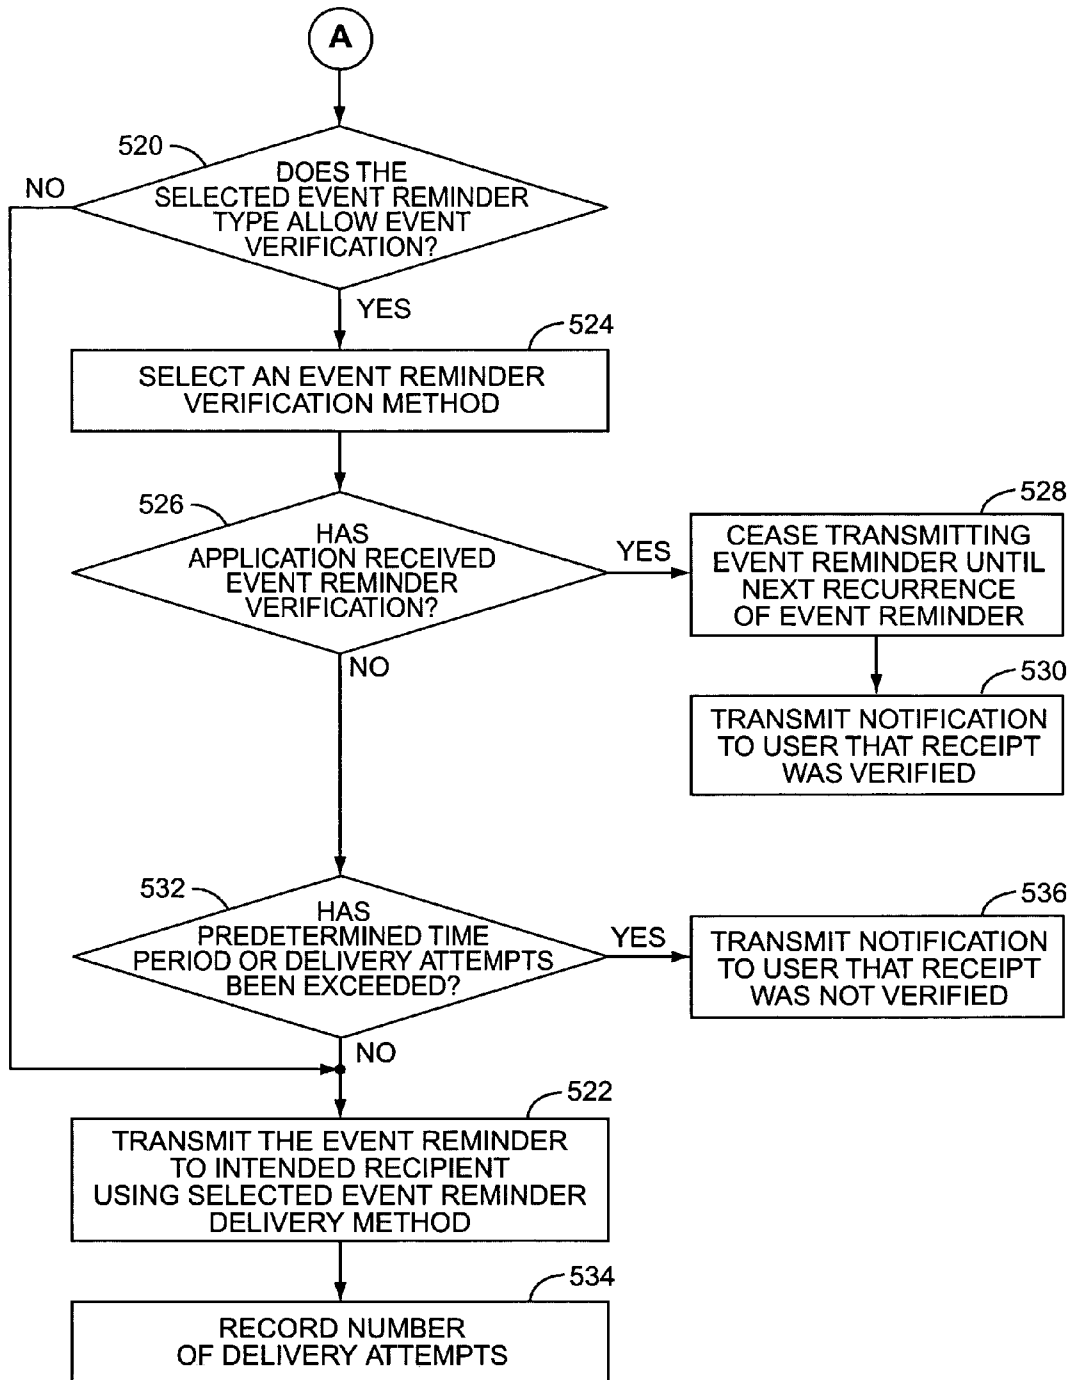 A
520
NO
DOES THE
SELECTED EVENT REMINDER
TYPE ALLOW EVENT
VERIFICATION?
YES
524
SELECT AN EVENT REMINDER
VERIFICATION METHOD
526
HAS
APPLICATION RECEIVED
EVENT REMINDER
VERIFICATION?
YES
528
CEASE TRANSMITTING
EVENT REMINDER UNTIL
NEXT RECURRENCE
OF EVENT REMINDER
NO
530
TRANSMIT NOTIFICATION
TO USER THAT RECEIPT
WAS VERIFIED
532
HAS
PREDETERMINED TIME
PERIOD OR DELIVERY ATTEMPTS
BEEN EXCEEDED?
YES
536
TRANSMIT NOTIFICATION
TO USER THAT RECEIPT
WAS NOT VERIFIED
NO
522
TRANSMIT THE EVENT REMINDER
TO INTENDED RECIPIENT
USING SELECTED EVENT REMINDER
DELIVERY METHOD
534
RECORD NUMBER
OF DELIVERY ATTEMPTS